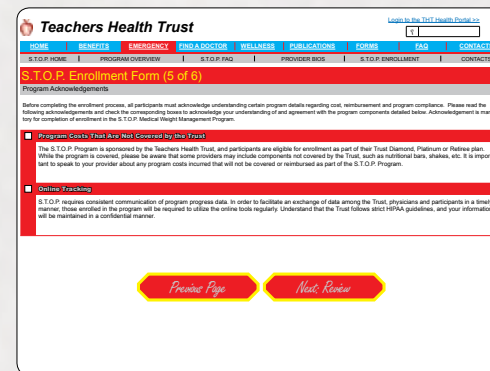 Login to the THT Health Portal >>
Teachers Health Trust
HOME BENEFITS EMERGENCY FIND A DOCTOR WELLNESS PUBLICATIONS FORMS FAQ CONTACT
S.T.O.P. HOME PROGRAM OVERVIEW S.T.O.P. FAQ PROVIDER BIOS S.T.O.P. ENROLLMENT CONTACTS
S.T.O.P. Enrollment Form (5 of 6)
Program Acknowledgements
Before completing the enrollment process, all participants must acknowledge understanding certain program details regarding cost, reimbursement and program compliance. Please read the
following acknowledgements and check the corresponding boxes to acknowledge your understanding of and agreement with the program components detailed below. Acknowledgement is man
tory for completion of enrollment in the S.T.O.P. Medical Weight Management Program.
Program Costs That Are Not Covered by the Trust
The S.T.O.P. Program is sponsored by the Teachers Health Trust, and participants are eligible for enrollment as part of their Trust Diamond, Platinum or Retiree plan.
While the program is covered, please be aware that some providers may include components not covered by the Trust, such as nutritional bars, shakes, etc. It is impor
tant to speak to your provider about any program costs incurred that will not be covered or reimbursed as part of the S.T.O.P. Program.
Online Tracking
S.T.O.P. requires consistent communication of program progress data. In order to facilitate an exchange of data among the Trust, physicians and participants in a timely
manner, those enrolled in the program will be required to utilize the online tools regularly. Understand that the Trust follows strict HIPAA guidelines, and your information
will be maintained in a confidential manner.
Previous Page Next: Review